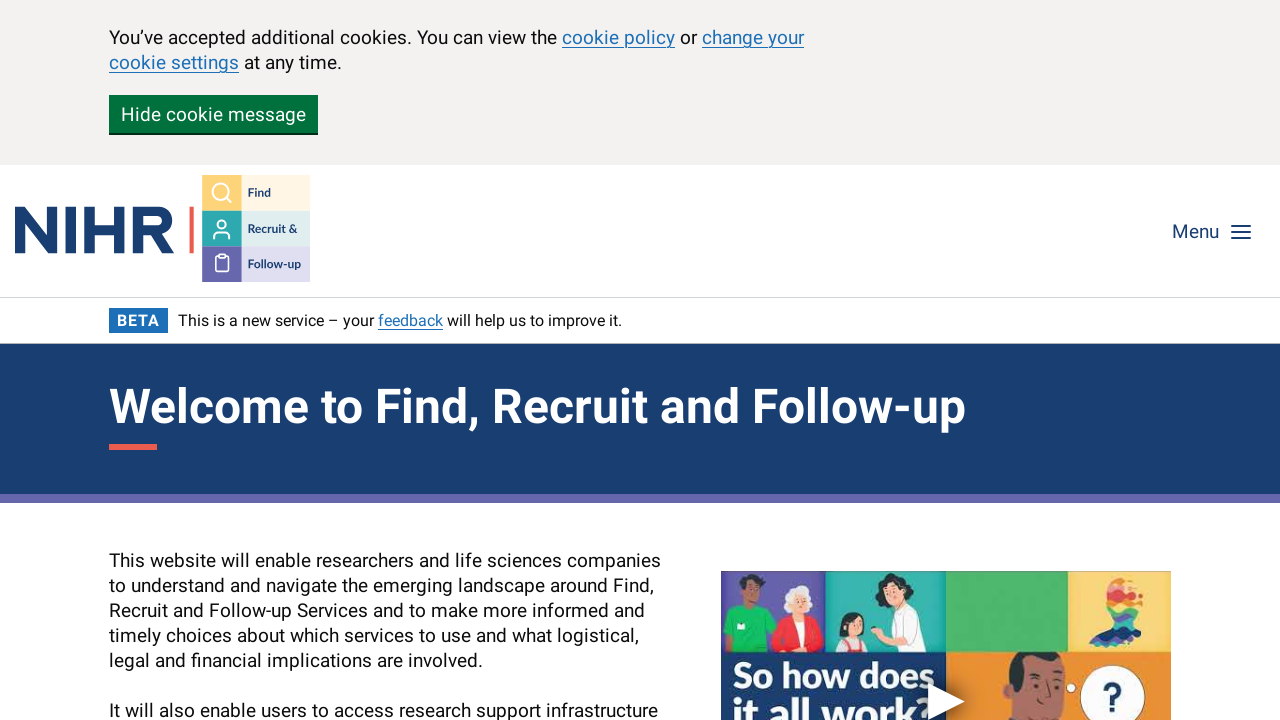 You’ve accepted additional cookies. You can view the cookie policy or change your
cookie settings at any time.
Hide cookie message
NIHR
Find
Recruit &
Follow-up
Menu
BETA This is a new service – your feedback will help us to improve it.
Welcome to Find, Recruit and Follow-up
This website will enable researchers and life sciences companies
to understand and navigate the emerging landscape around Find,
Recruit and Follow-up Services and to make more informed and
timely choices about which services to use and what logistical,
legal and financial implications are involved.
It will also enable users to access research support infrastructure
So how does
it all work?
?